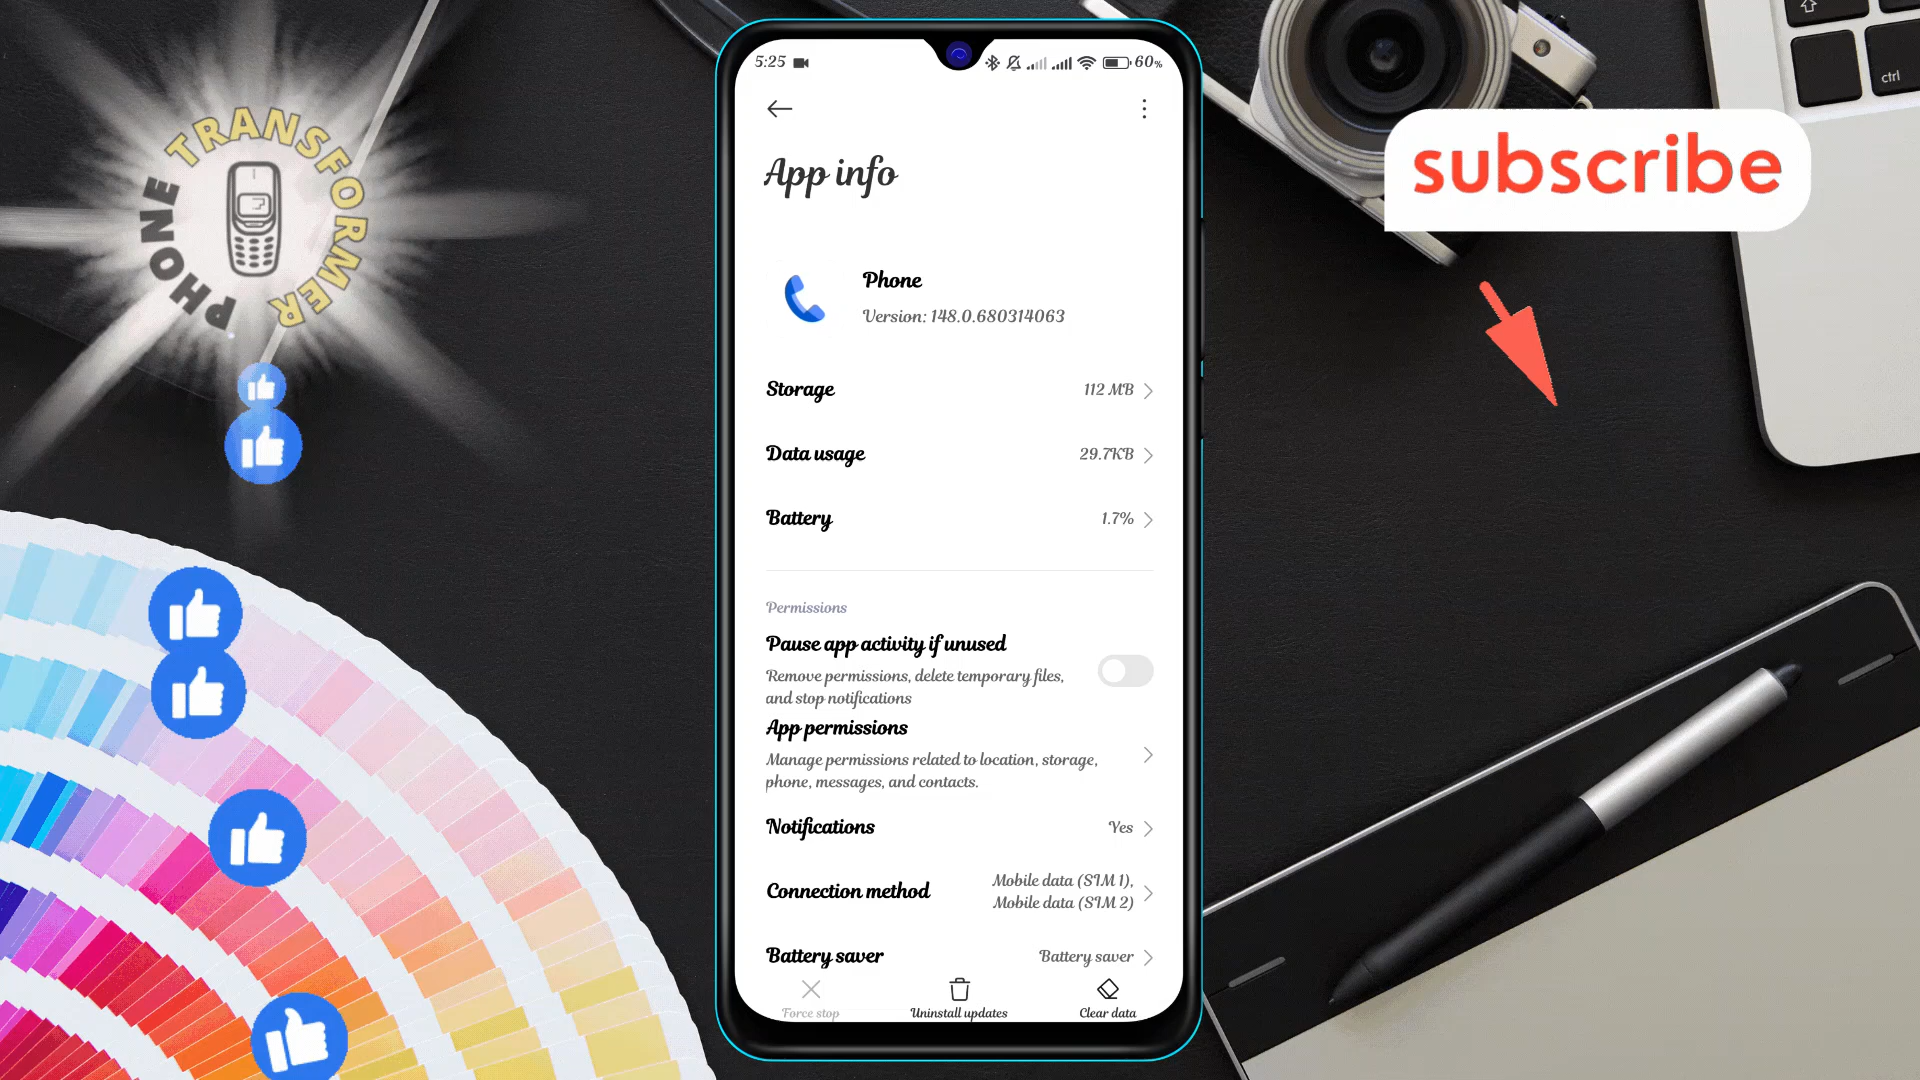 PHONE TRANSFORMER
5:25
60%
App info
Phone
Version: 148.0.680314063
Storage
112 MB
Data usage
29.7KB
Battery
1.7%
Permissions
Pause app activity if unused
Remove permissions, delete temporary files,
and stop notifications
App permissions
Manage permissions related to location, storage,
phone, messages, and contacts.
Notifications
Yes
Connection method
Mobile data (SIM 1),
Mobile data (SIM 2)
Battery saver
Battery saver
Force stop
Uninstall updates
Clear data
subscribe
ctrl